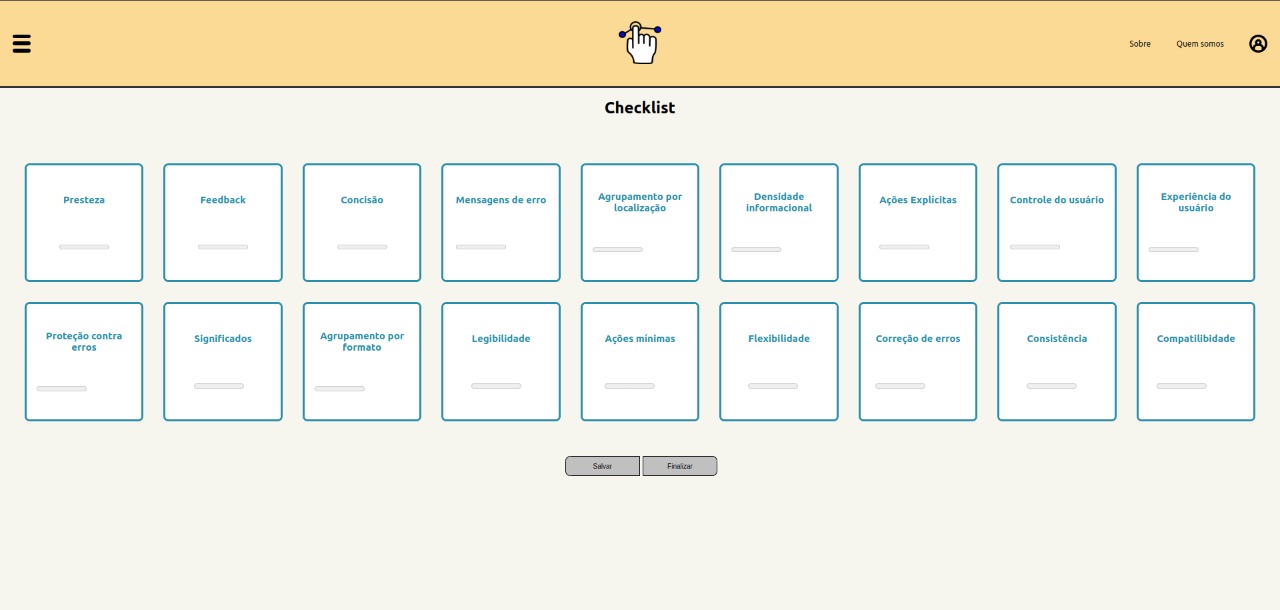 Sobre
Quem somos
Checklist
Presteza
Feedback
Concisão
Mensagens de erro
Agrupamento por
localização
Densidade
informacional
Ações Explícitas
Controle do usuário
Experiência do
usuário
Proteção contra
erros
Significados
Agrupamento por
formato
Legibilidade
Ações mínimas
Flexibilidade
Correção de erros
Consistência
Compatilibidade
Salvar
Finalizar